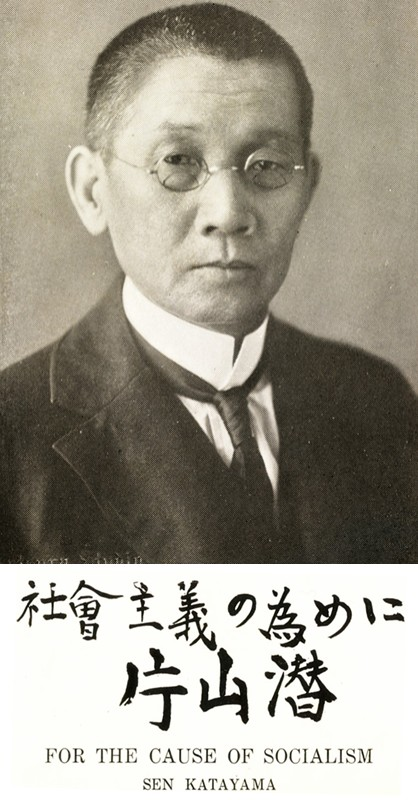 社會主義の為めに
片山潜
FOR THE CAUSE OF SOCIALISM
SEN KATAYAMA